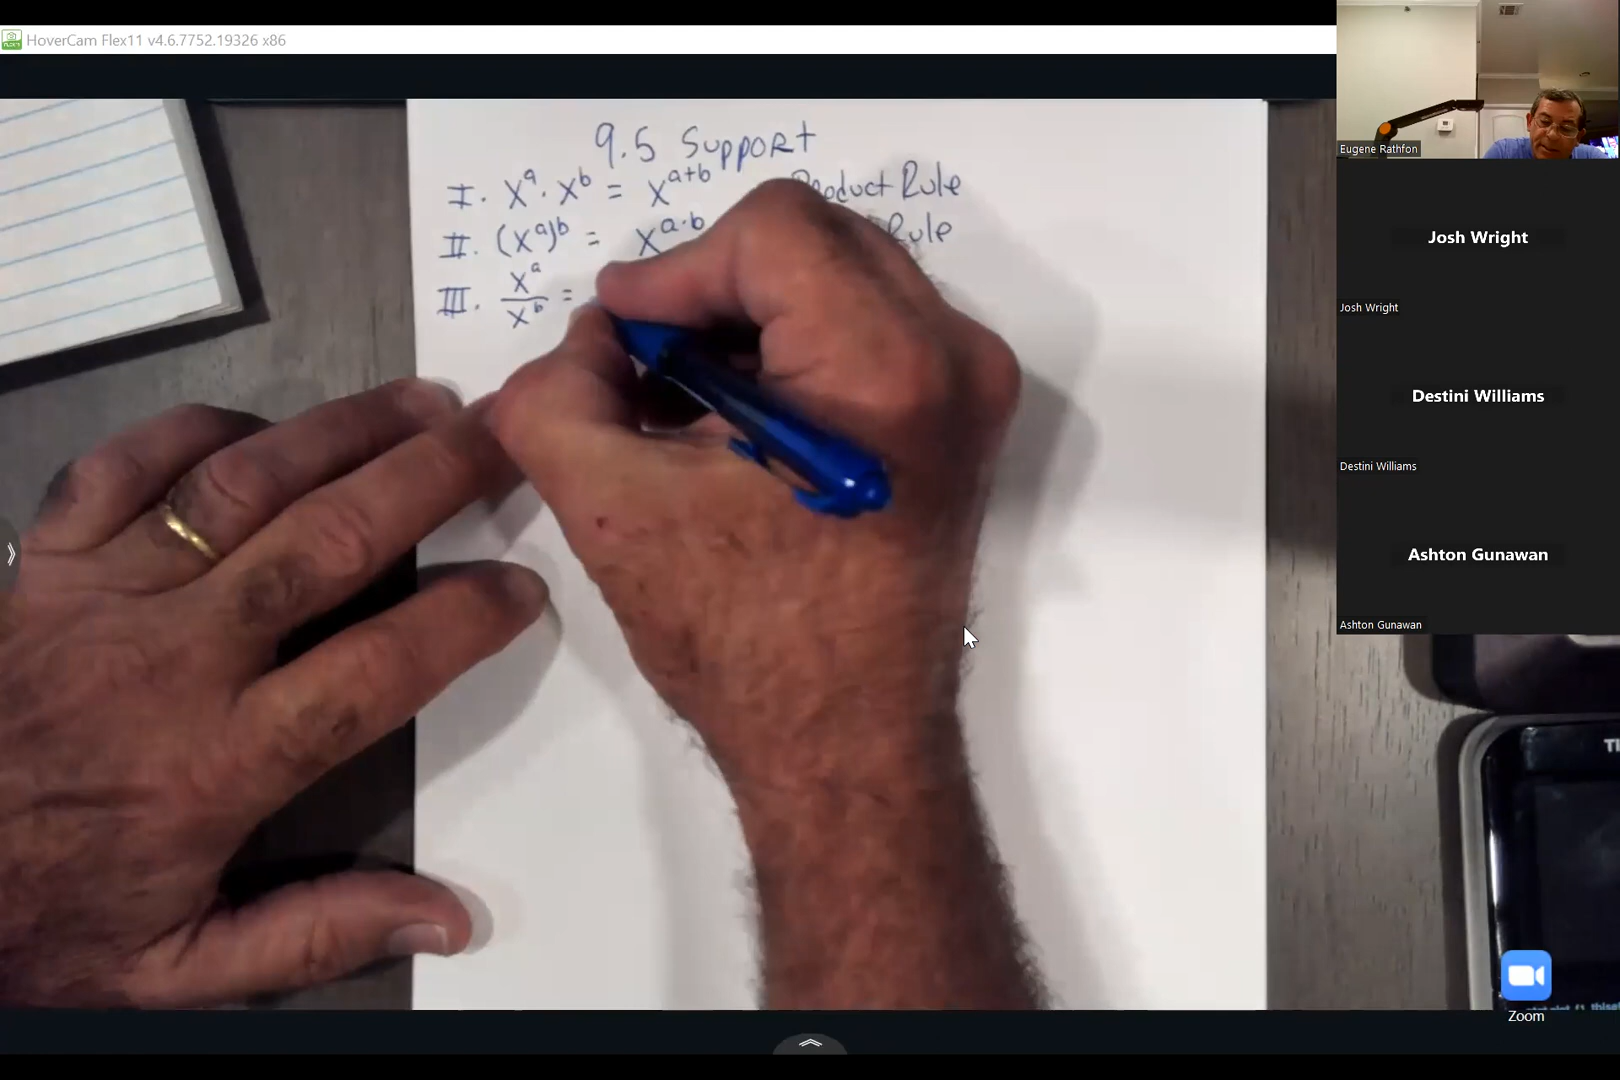 HoverCam Flex11 v4.6.7752.19326 x86
9.5 Support
I. x^a · x^b = x^{a+b} Product Rule
II. (x^a)^b = x^{a·b} Rule
III. x^a / x^b =
Eugene Rathfon
Josh Wright
Josh Wright
Destini Williams
Destini Williams
Ashton Gunawan
Ashton Gunawan
Zoom